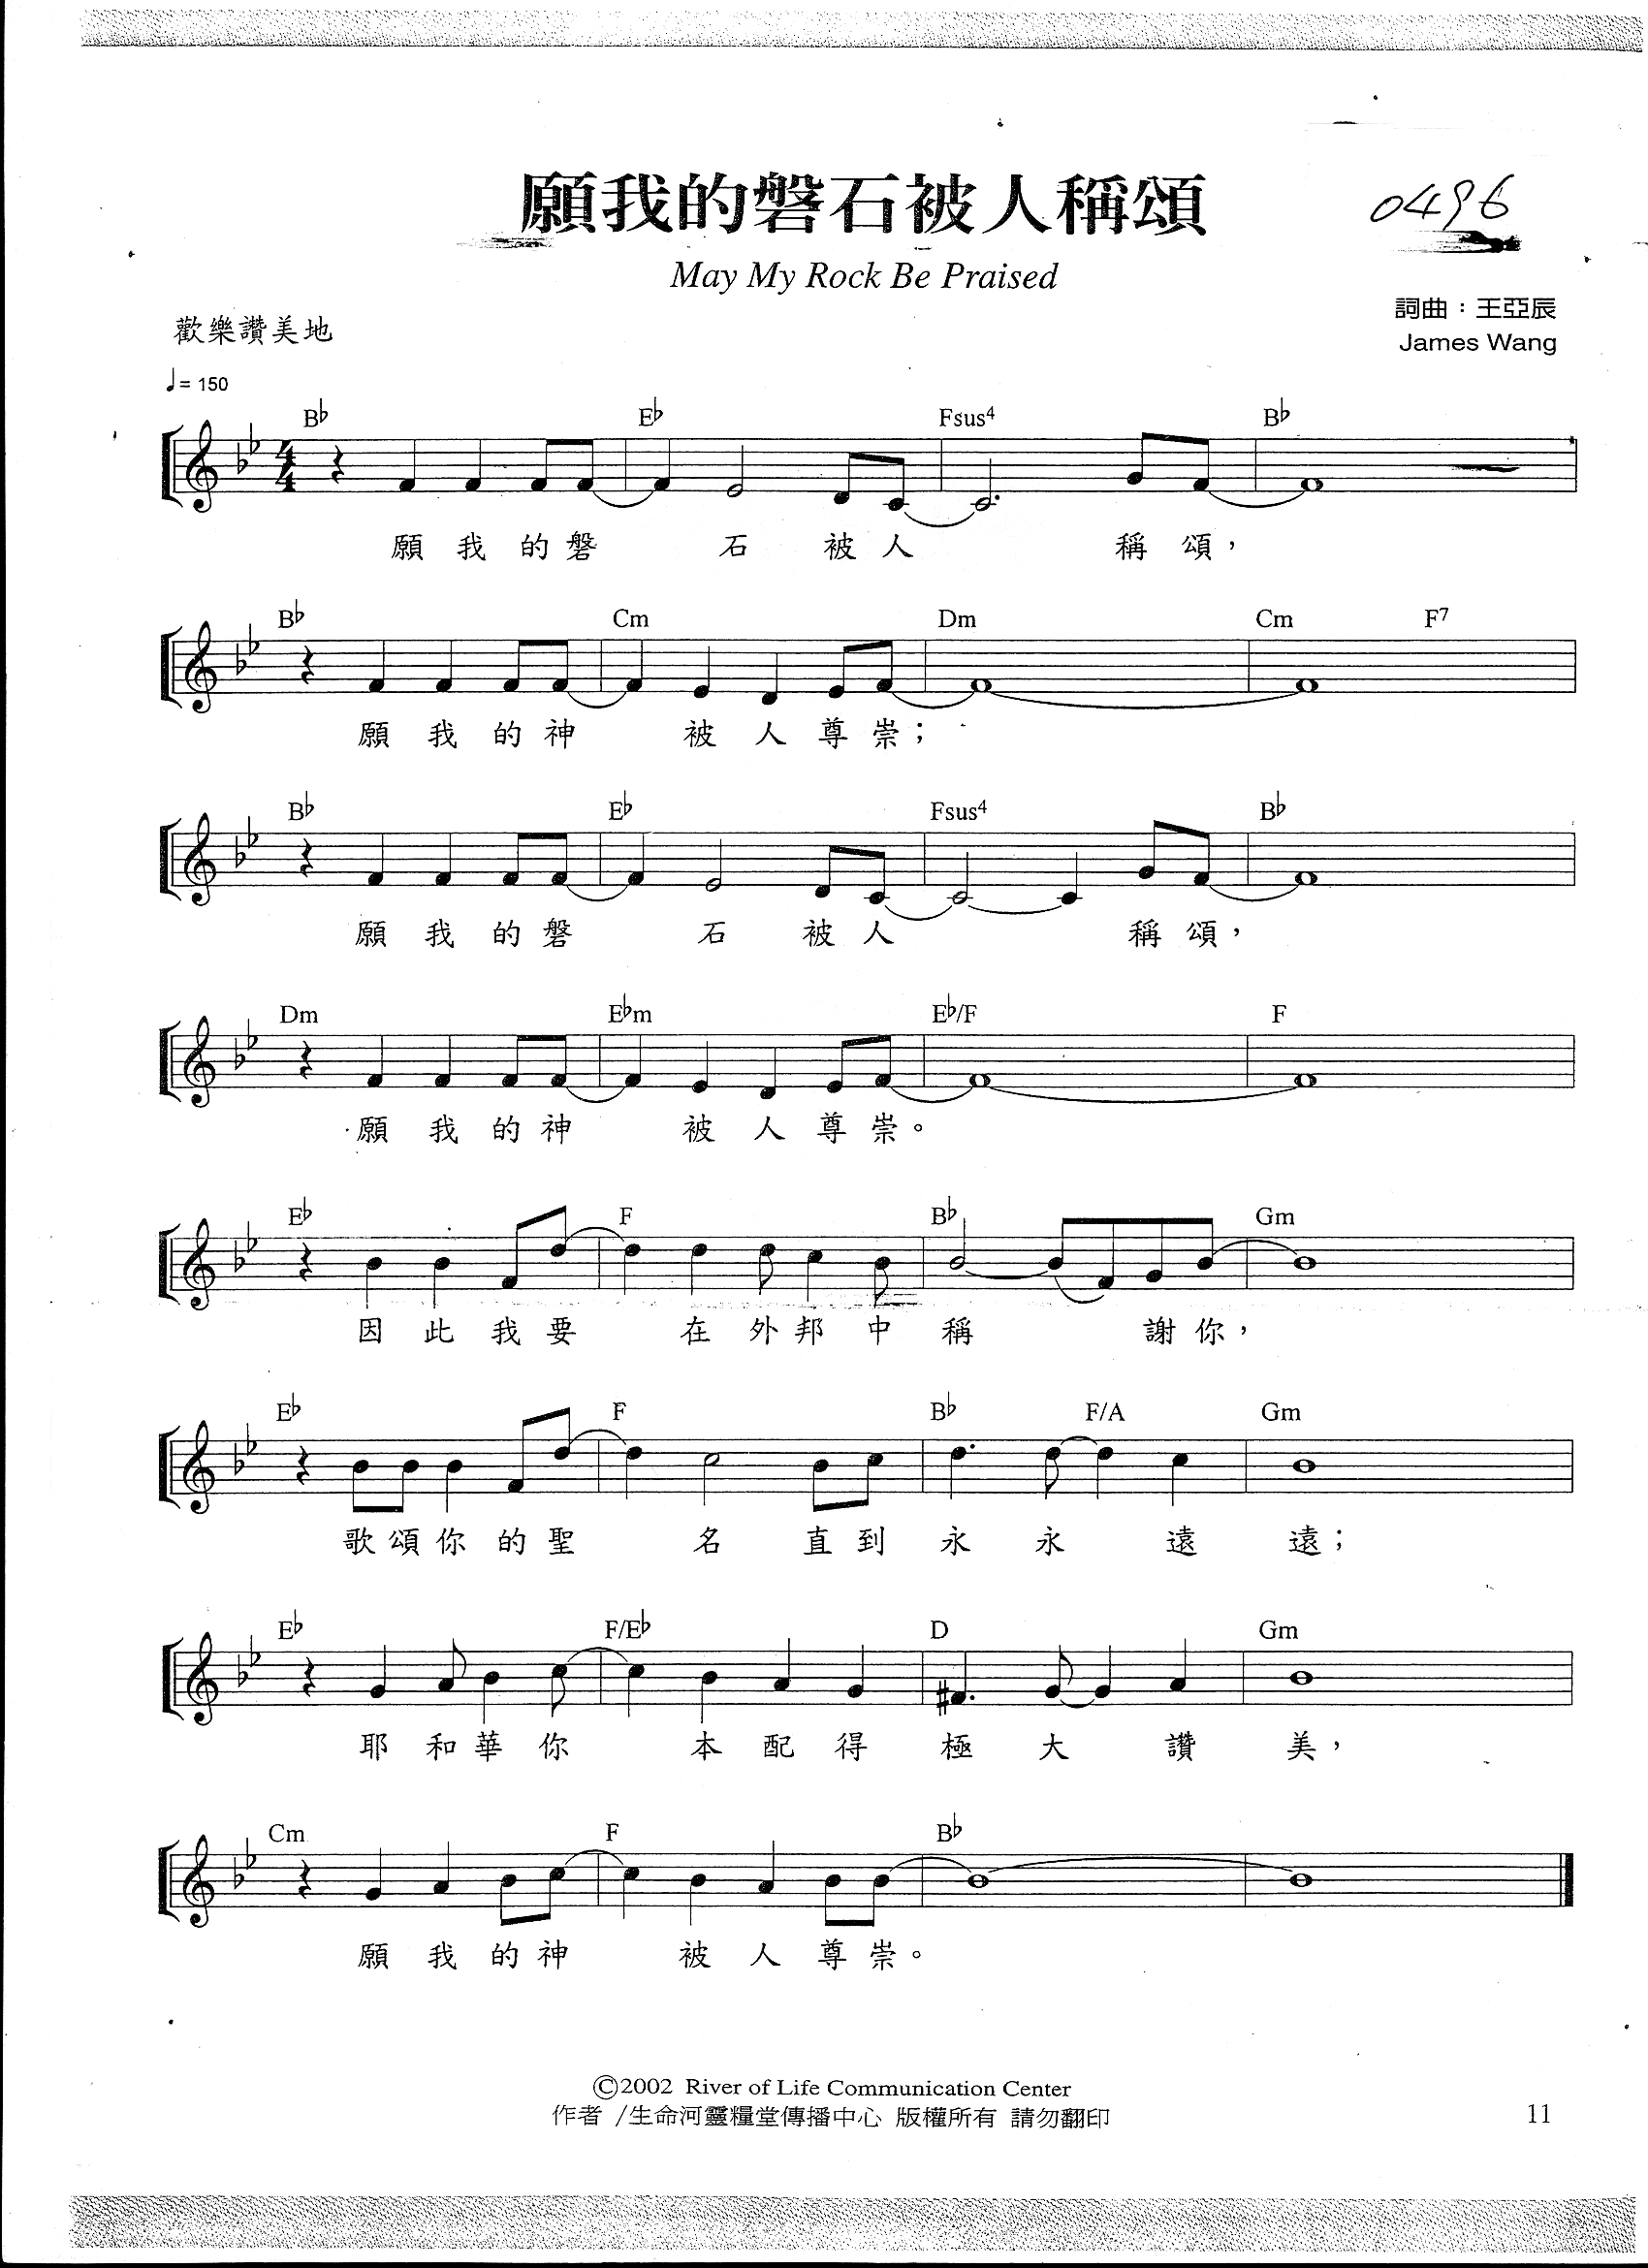 願我的磐石被人稱頌
0496
May My Rock Be Praised
詞曲：王亞辰
James Wang
歡樂讚美地
♩= 150
B♭ E♭ Fsus4 B♭
4/4
願 我 的 磐 石 被 人 稱 頌，
B♭ Cm Dm Cm F7
願 我 的 神 被 人 尊 崇；
B♭ E♭ Fsus4 B♭
願 我 的 磐 石 被 人 稱 頌，
Dm E♭m E♭/F F
願 我 的 神 被 人 尊 崇。
E♭ F B♭ Gm
因 此 我 要 在 外 邦 中 稱 謝 你，
E♭ F B♭ F/A Gm
歌 頌 你 的 聖 名 直 到 永 永 遠 遠；
E♭ F/E♭ D Gm
耶 和 華 你 本 配 得 極 大 讚 美，
Cm F B♭
願 我 的 神 被 人 尊 崇。
©2002 River of Life Communication Center
作者 /生命河靈糧堂傳播中心 版權所有 請勿翻印
11